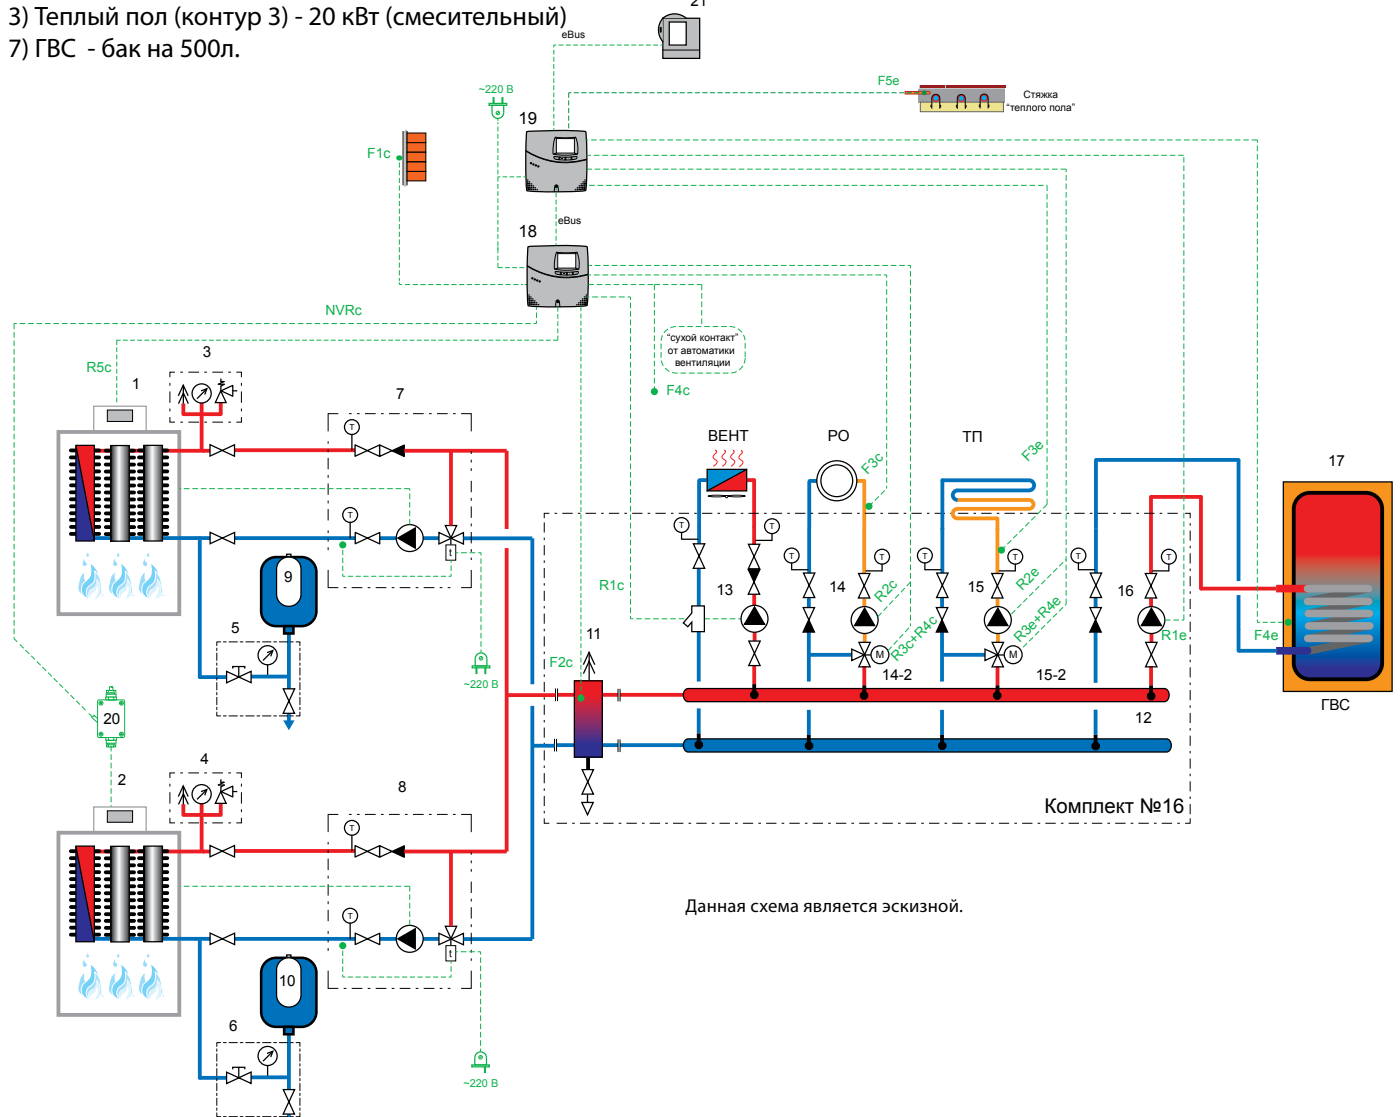 3) Теплый пол (контур 3) - 20 кВт (смесительный)
7) ГВС - бак на 500л.
21
eBus
F5e
Стяжка
"теплого пола"
~220 В
19
F1c
eBus
18
NVRc
"сухой контакт"
от автоматики
вентиляции
R5c
F4c
3
1
7
T
T
t
9
5
~220 В
ВЕНТ
РО
ТП
F3c
F3e
17
T
T
T
T
T
T
T
T
R1c
13
14
15
16
R2c
R2e
R3c+R4c
R3e+R4e
M
M
R1e
F4e
11
F2c
14-2
15-2
12
ГВС
20
Комплект №16
2
4
8
T
T
t
10
6
~220 В
Данная схема является эскизной.